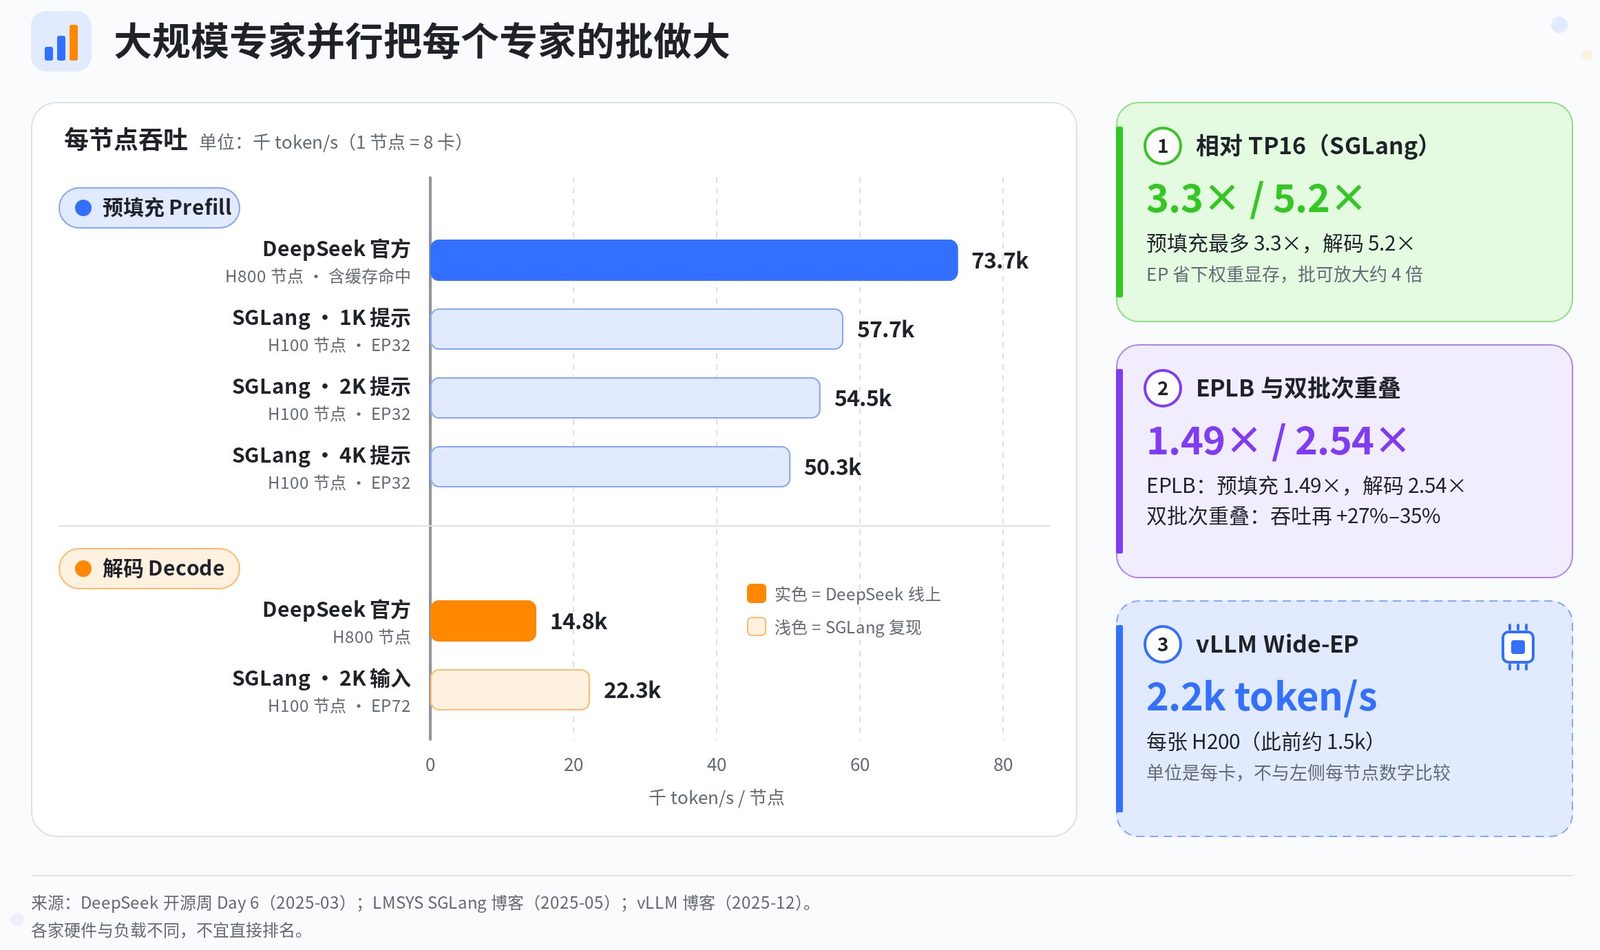 大规模专家并行把每个专家的批做大
每节点吞吐 单位：千 token/s（1 节点 = 8 卡）
预填充 Prefill
DeepSeek 官方
H800 节点 · 含缓存命中
73.7k
SGLang · 1K 提示
H100 节点 · EP32
57.7k
SGLang · 2K 提示
H100 节点 · EP32
54.5k
SGLang · 4K 提示
H100 节点 · EP32
50.3k
解码 Decode
DeepSeek 官方
H800 节点
14.8k
SGLang · 2K 输入
H100 节点 · EP72
22.3k
实色 = DeepSeek 线上
浅色 = SGLang 复现
0 20 40 60 80
千 token/s / 节点
1 相对 TP16（SGLang）
3.3× / 5.2×
预填充最多 3.3×，解码 5.2×
EP 省下权重显存，批可放大约 4 倍
2 EPLB 与双批次重叠
1.49× / 2.54×
EPLB：预填充 1.49×，解码 2.54×
双批次重叠：吞吐再 +27%–35%
3 vLLM Wide-EP
2.2k token/s
每张 H200（此前约 1.5k）
单位是每卡，不与左侧每节点数字比较
来源：DeepSeek 开源周 Day 6（2025-03）；LMSYS SGLang 博客（2025-05）；vLLM 博客（2025-12）。
各家硬件与负载不同，不宜直接排名。